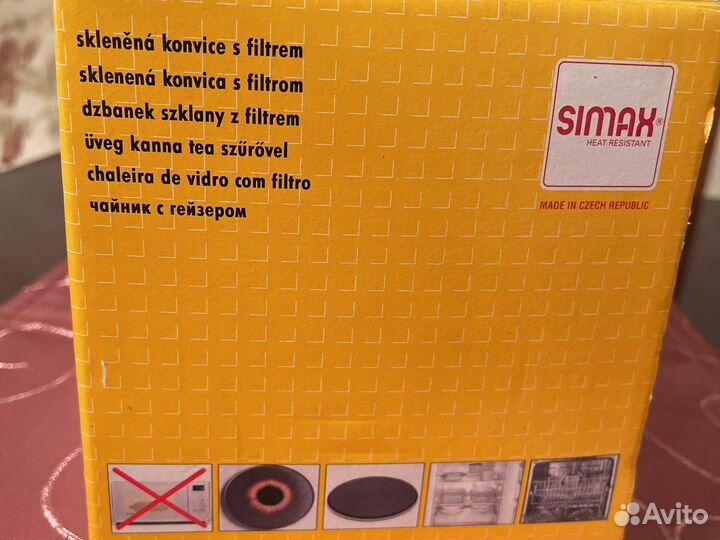 skleněná konvice s filtrem
sklenená konvica s filtrom
dzbanek szklany z filtrem
üveg kanna tea szűrővel
chaleira de vidro com filtro
чайник с гейзером
SIMAX®
HEAT RESISTANT
MADE IN CZECH REPUBLIC
Avito